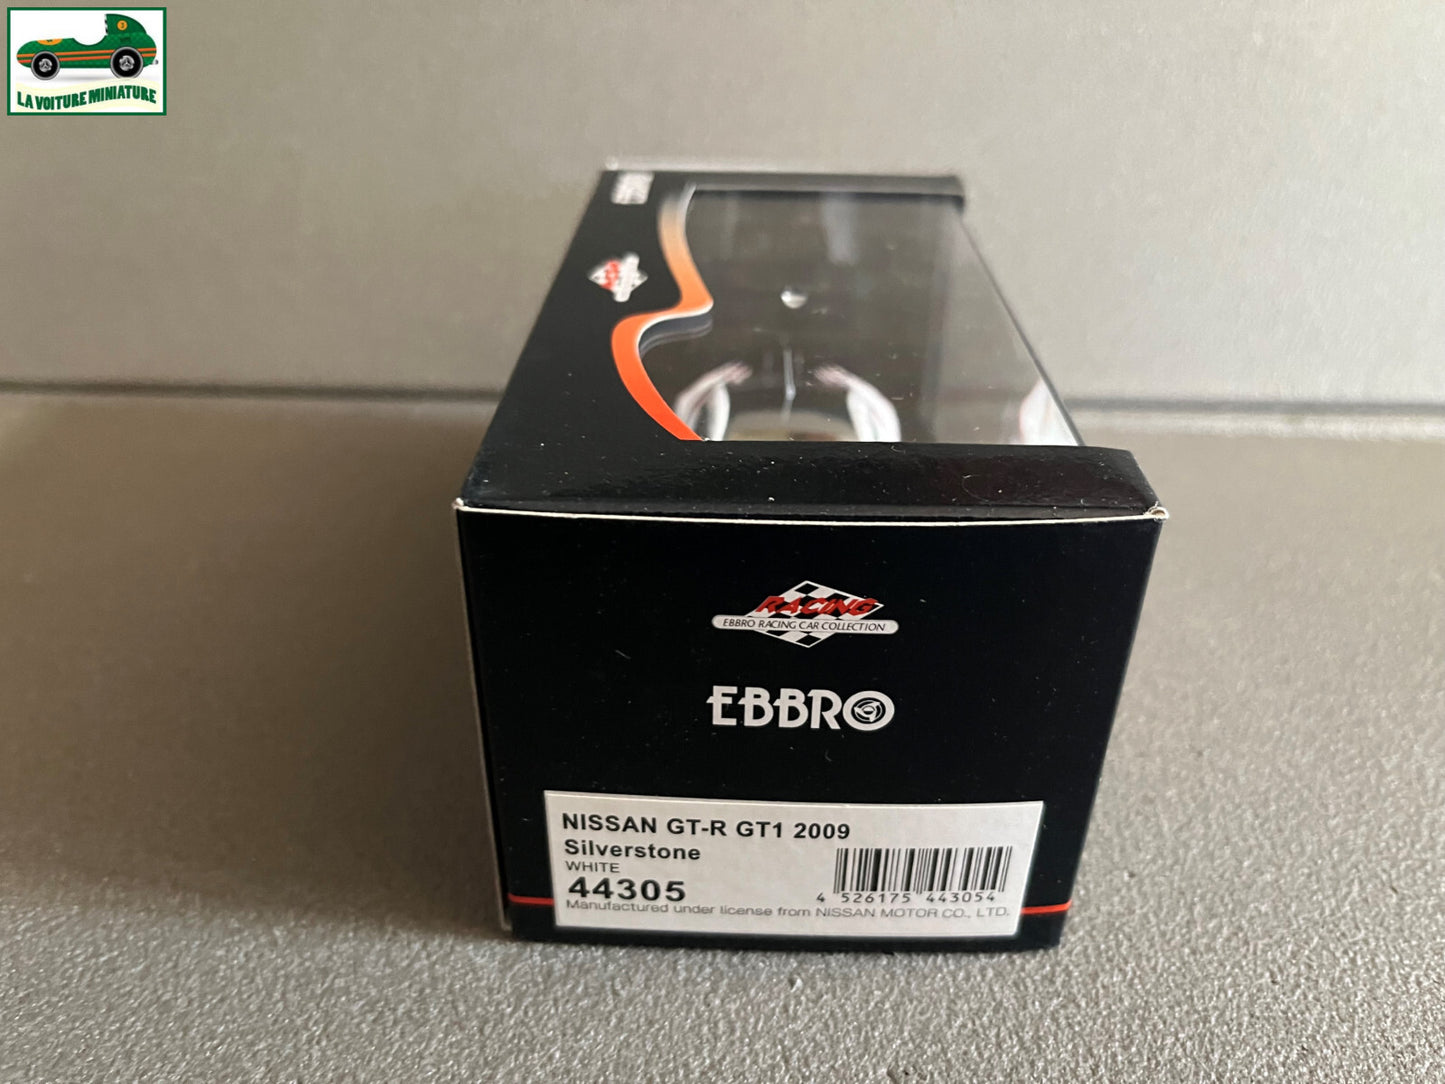 3
LA VOITURE MINIATURE
RACING
EBBRO RACING CAR COLLECTION
EBBRO
NISSAN GT-R GT1 2009
Silverstone
WHITE
44305
4 526175 443054
Manufactured under license from NISSAN MOTOR CO., LTD.